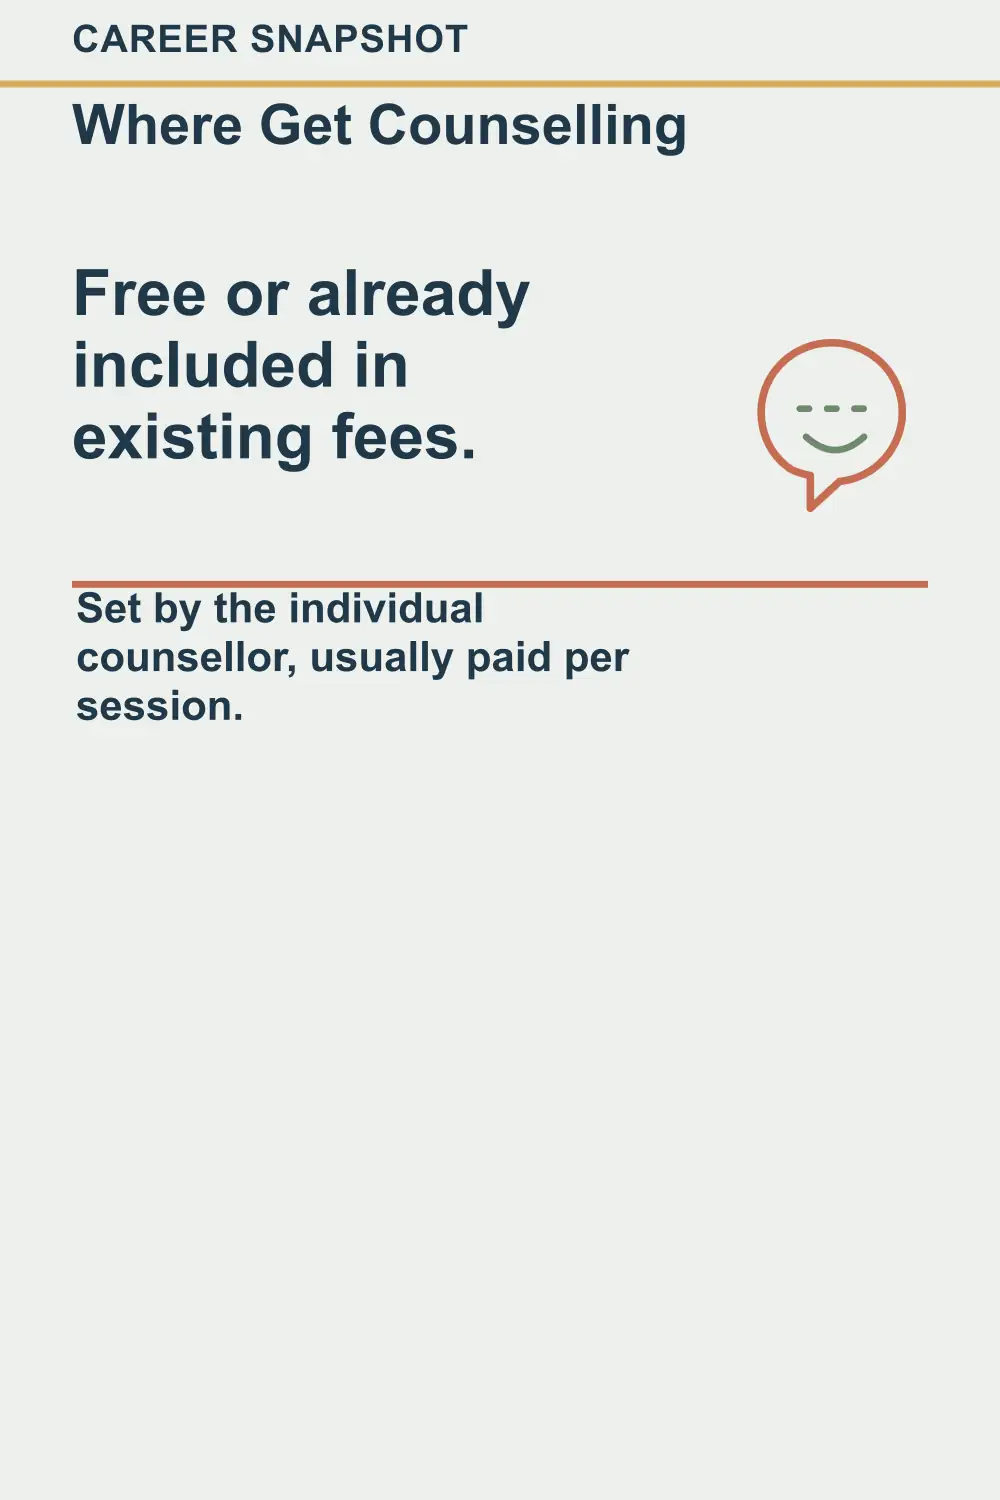 CAREER SNAPSHOT
Where Get Counselling
Free or already
included in
existing fees.
Set by the individual
counsellor, usually paid per
session.